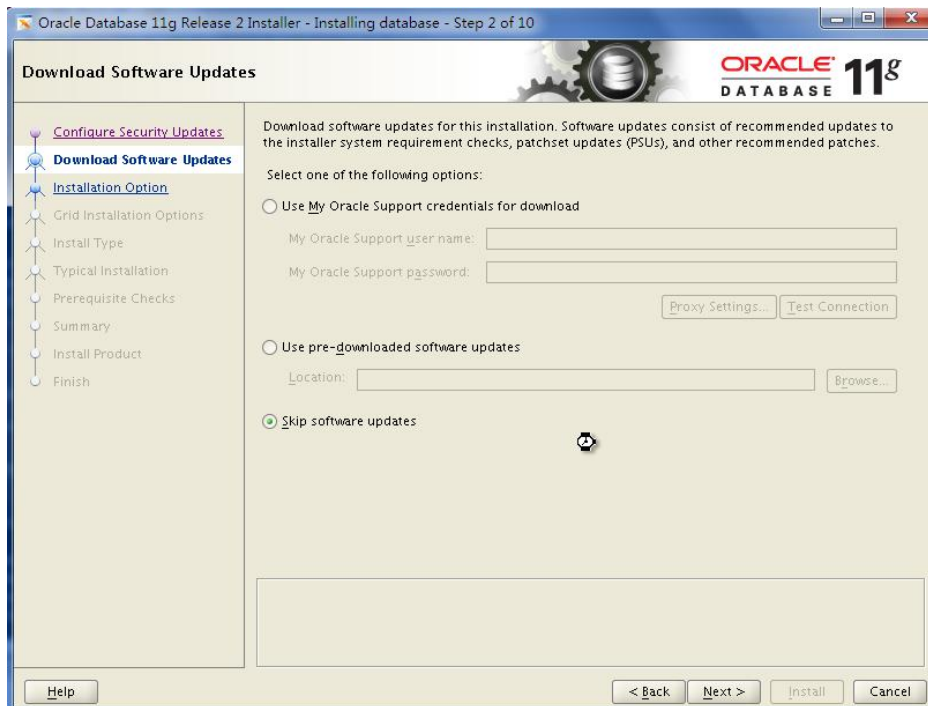 Oracle Database 11g Release 2 Installer - Installing database - Step 2 of 10
Download Software Updates
ORACLE
DATABASE
11g
Configure Security Updates
Download Software Updates
Installation Option
Grid Installation Options
Install Type
Typical Installation
Prerequisite Checks
Summary
Install Product
Finish
Download software updates for this installation. Software updates consist of recommended updates to
the installer system requirement checks, patchset updates (PSUs), and other recommended patches.
Select one of the following options:
Use My Oracle Support credentials for download
My Oracle Support user name:
My Oracle Support password:
Proxy Settings... Test Connection
Use pre-downloaded software updates
Location: Browse...
Skip software updates
Help < Back Next > Install Cancel